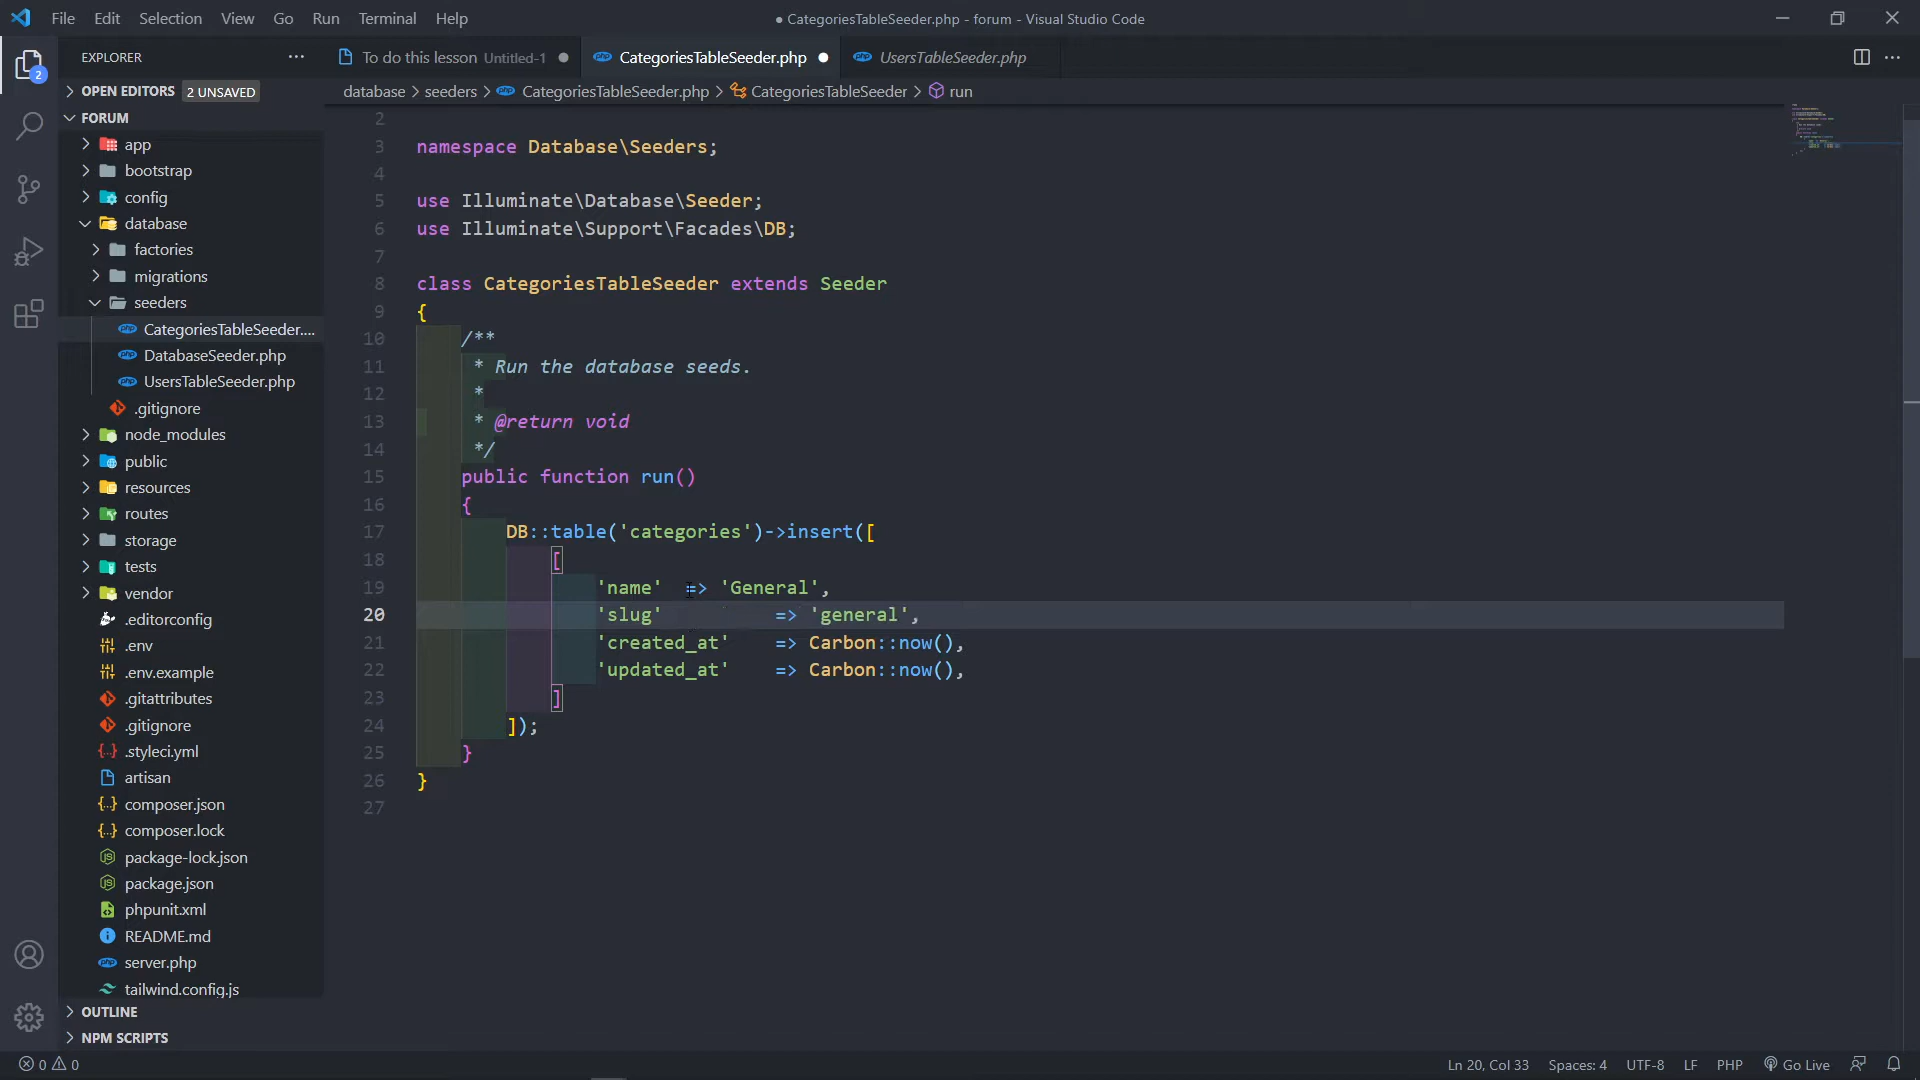 File Edit Selection View Go Run Terminal Help
● CategoriesTableSeeder.php - forum - Visual Studio Code
EXPLORER
To do this lesson Untitled-1
CategoriesTableSeeder.php
UsersTableSeeder.php
OPEN EDITORS 2 UNSAVED
database > seeders > CategoriesTableSeeder.php > CategoriesTableSeeder > run
FORUM
app
bootstrap
config
database
factories
migrations
seeders
CategoriesTableSeeder....
DatabaseSeeder.php
UsersTableSeeder.php
.gitignore
node_modules
public
resources
routes
storage
tests
vendor
.editorconfig
.env
.env.example
.gitattributes
.gitignore
.styleci.yml
artisan
composer.json
composer.lock
package-lock.json
package.json
phpunit.xml
README.md
server.php
tailwind.config.js
OUTLINE
NPM SCRIPTS
2
3 namespace Database\Seeders;
4
5 use Illuminate\Database\Seeder;
6 use Illuminate\Support\Facades\DB;
7
8 class CategoriesTableSeeder extends Seeder
9 {
10 /**
11 * Run the database seeds.
12 *
13 * @return void
14 */
15 public function run()
16 {
17 DB::table('categories')->insert([
18 [
19 'name' => 'General',
20 'slug' => 'general',
21 'created_at' => Carbon::now(),
22 'updated_at' => Carbon::now(),
23 ]
24 ]);
25 }
26 }
27
2
0 0
Ln 20, Col 33 Spaces: 4 UTF-8 LF PHP Go Live